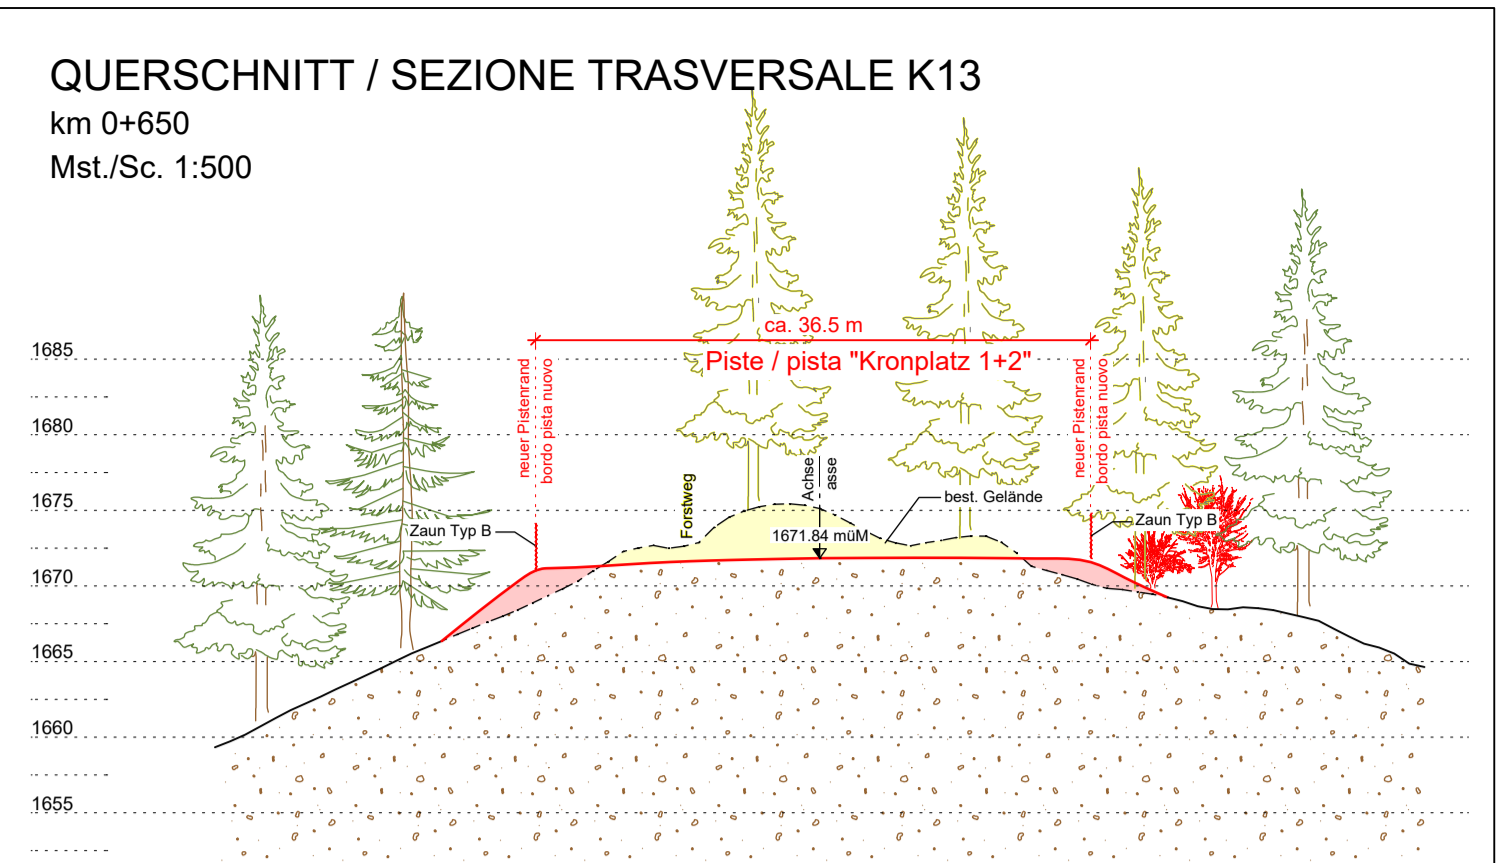 QUERSCHNITT / SEZIONE TRASVERSALE K13
km 0+650
Mst./Sc. 1:500
ca. 36.5 m
Piste / pista "Kronplatz 1+2"
neuer Pistenrand
bordo pista nuovo
neuer Pistenrand
bordo pista nuovo
1685
1680
1675
1670
1665
1660
1655
Forstweg
Achse
asse
best. Gelände
Zaun Typ B
Zaun Typ B
1671.84 müM